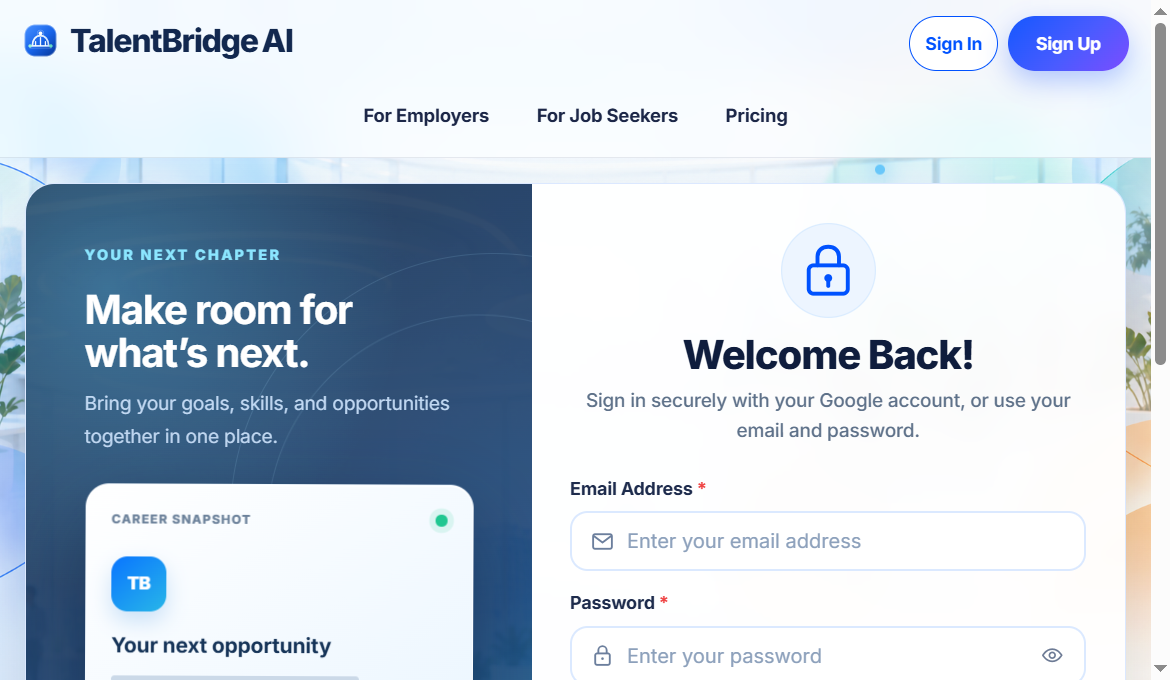 TalentBridge AI
Sign In
Sign Up
For Employers
For Job Seekers
Pricing
YOUR NEXT CHAPTER
Make room for
what’s next.
Bring your goals, skills, and opportunities
together in one place.
CAREER SNAPSHOT
TB
Your next opportunity
Welcome Back!
Sign in securely with your Google account, or use your
email and password.
Email Address *
Enter your email address
Password *
Enter your password